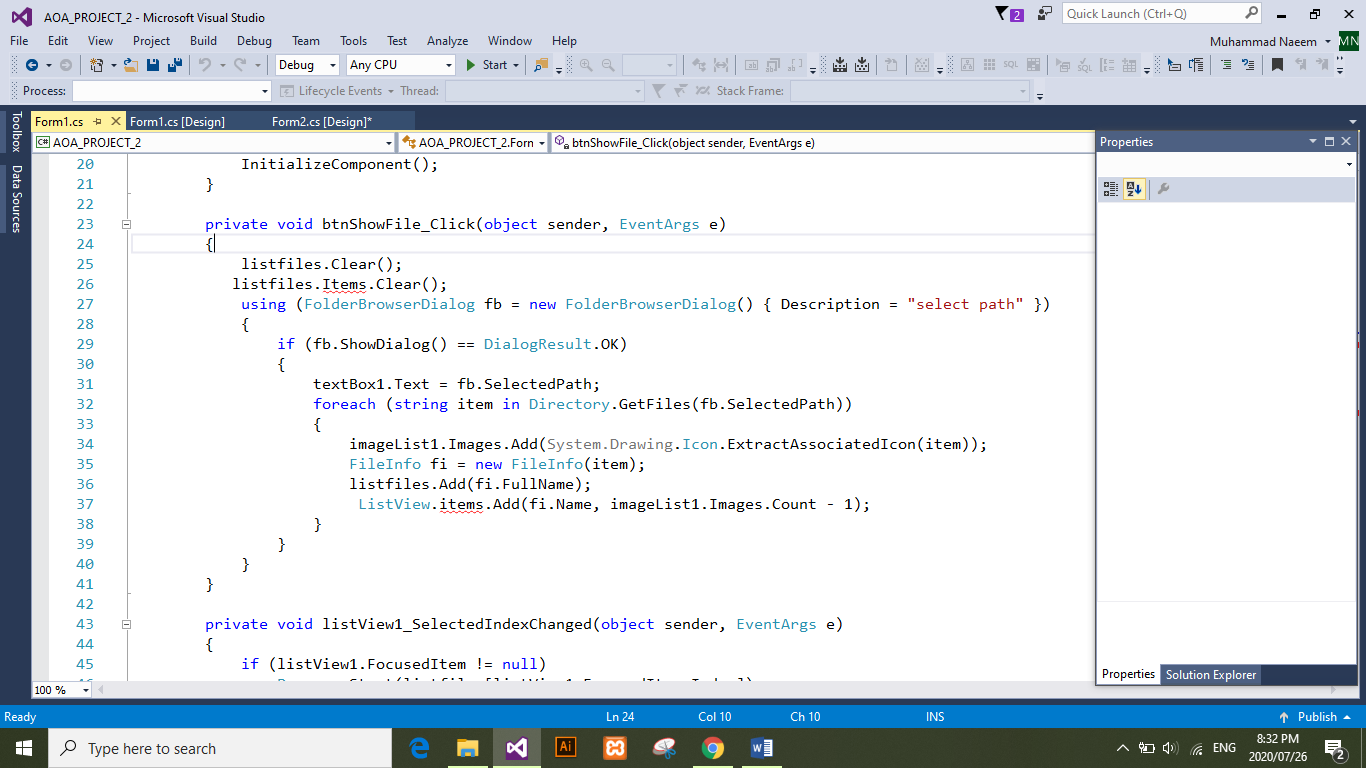 AOA_PROJECT_2 - Microsoft Visual Studio
2
Quick Launch (Ctrl+Q)
File Edit View Project Build Debug Team Tools Test Analyze Window Help
Muhammad Naeem MN
Debug Any CPU Start
Process: Lifecycle Events Thread: Stack Frame:
Toolbox
Data Sources
Form1.cs Form1.cs [Design] Form2.cs [Design]*
C# AOA_PROJECT_2 AOA_PROJECT_2.Forn btnShowFile_Click(object sender, EventArgs e)
20 InitializeComponent();
21 }
22
23 private void btnShowFile_Click(object sender, EventArgs e)
24 {
25 listfiles.Clear();
26 listfiles.Items.Clear();
27 using (FolderBrowserDialog fb = new FolderBrowserDialog() { Description = "select path" })
28 {
29 if (fb.ShowDialog() == DialogResult.OK)
30 {
31 textBox1.Text = fb.SelectedPath;
32 foreach (string item in Directory.GetFiles(fb.SelectedPath))
33 {
34 imageList1.Images.Add(System.Drawing.Icon.ExtractAssociatedIcon(item));
35 FileInfo fi = new FileInfo(item);
36 listfiles.Add(fi.FullName);
37 ListView.items.Add(fi.Name, imageList1.Images.Count - 1);
38 }
39 }
40 }
41 }
42
43 private void listView1_SelectedIndexChanged(object sender, EventArgs e)
44 {
45 if (listView1.FocusedItem != null)
100 %
Properties
Properties Solution Explorer
Ready Ln 24 Col 10 Ch 10 INS Publish
Type here to search
Ai
ENG
8:32 PM
2020/07/26
2